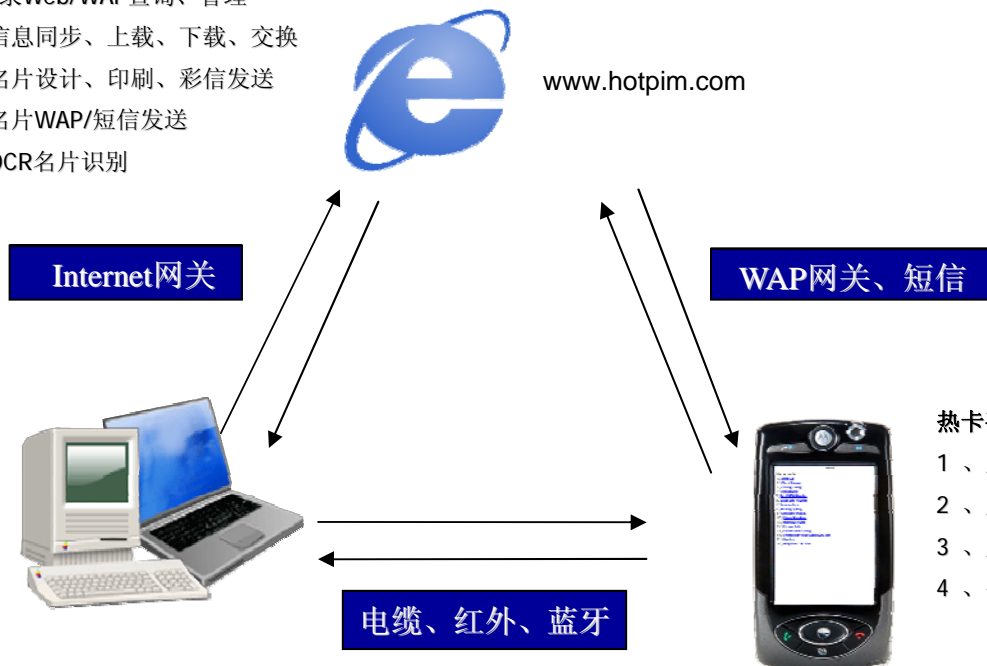 录Web/WAP查询、管理
信息同步、上载、下载、交换
名片设计、印刷、彩信发送
名片WAP/短信发送
OCR名片识别
www.hotpim.com
Internet网关
WAP网关、短信
热卡
1 、
2 、
3 、
4 、
电缆、红外、蓝牙